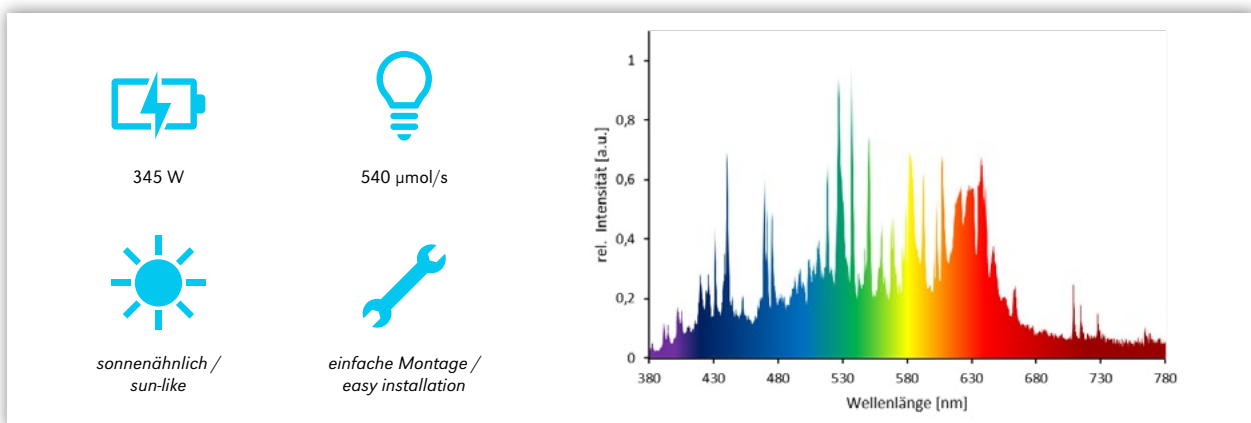 345 W
540 μmol/s
sonnenähnlich /
sun-like
einfache Montage /
easy installation
rel. Intensität [a.u.]
1
0,8
0,6
0,4
0,2
0
380 430 480 530 580 630 680 730 780
Wellenlänge [nm]